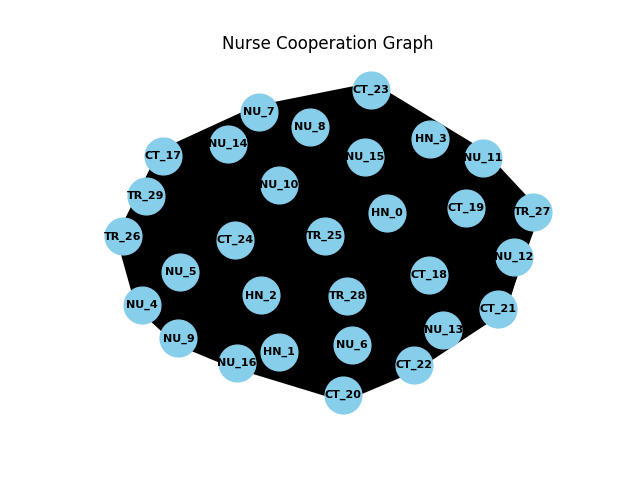 Nurse Cooperation Graph
CT_23
NU_7
NU_8
HN_3
NU_14
CT_17
NU_15
NU_11
NU_10
TR_29
CT_19
TR_27
HN_0
TR_26
CT_24
TR_25
NU_12
NU_5
CT_18
HN_2
TR_28
NU_4
CT_21
NU_13
NU_9
NU_6
HN_1
NU_16
CT_22
CT_20